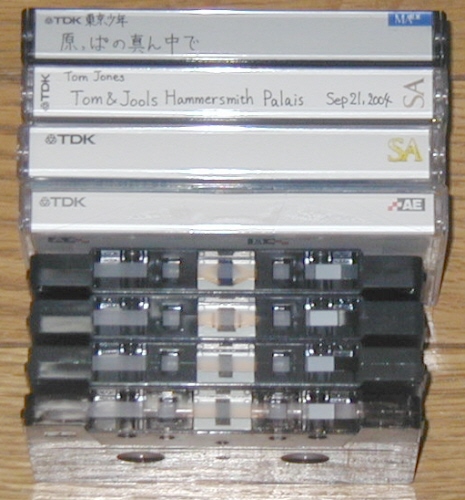 TDK 東京少年
MA
原っぱの真ん中で
Tom Jones
TDK Tom & Jools Hammersmith Palais Sep 21, 2004 SA
TDK SA
TDK AE